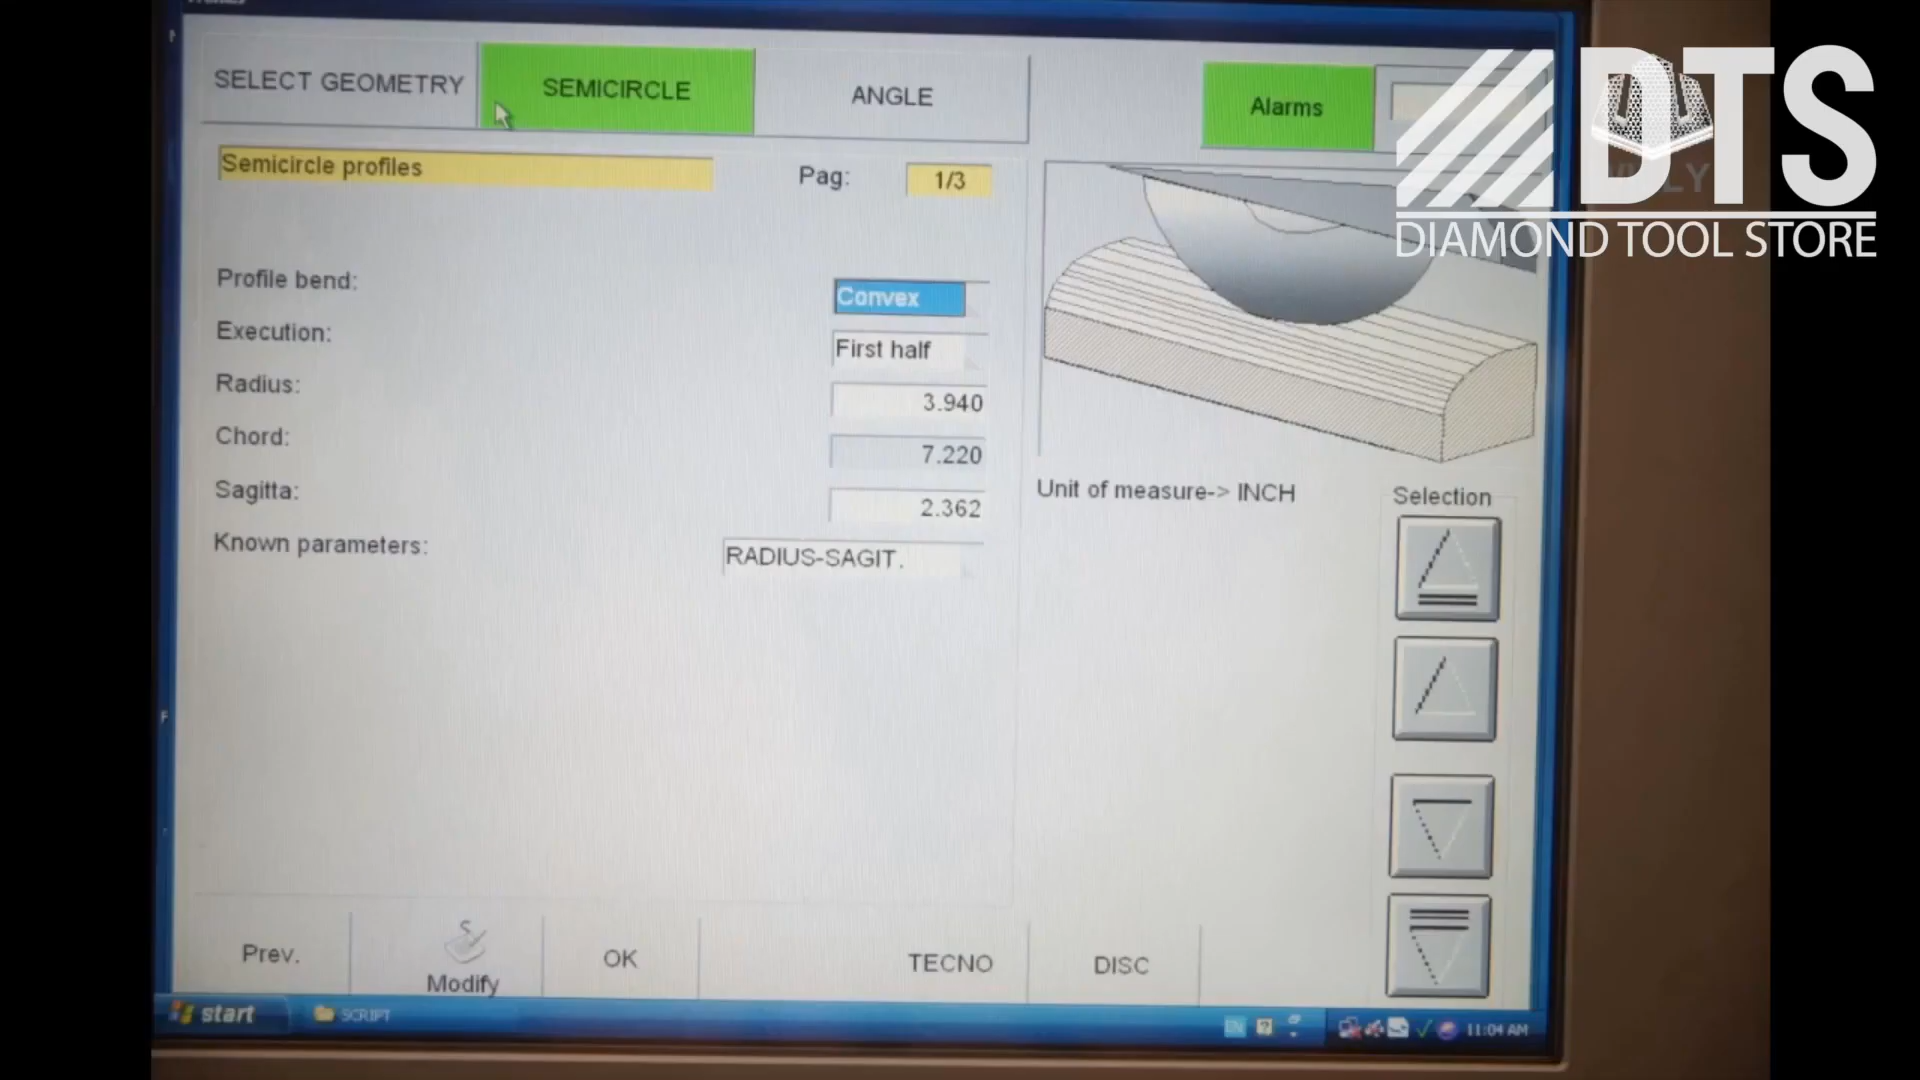 SELECT GEOMETRY
SEMICIRCLE
ANGLE
Alarms
DTS
DIAMOND TOOL STORE
Semicircle profiles
Pag:
1/3
Profile bend:
Convex
Execution:
First half
Radius:
3.940
Chord:
7.220
Sagitta:
2.362
Known parameters:
RADIUS-SAGIT.
Unit of measure-> INCH
Selection
Prev.
Modify
OK
TECNO
DISC
start
SCRIPT
EN
11:04 AM